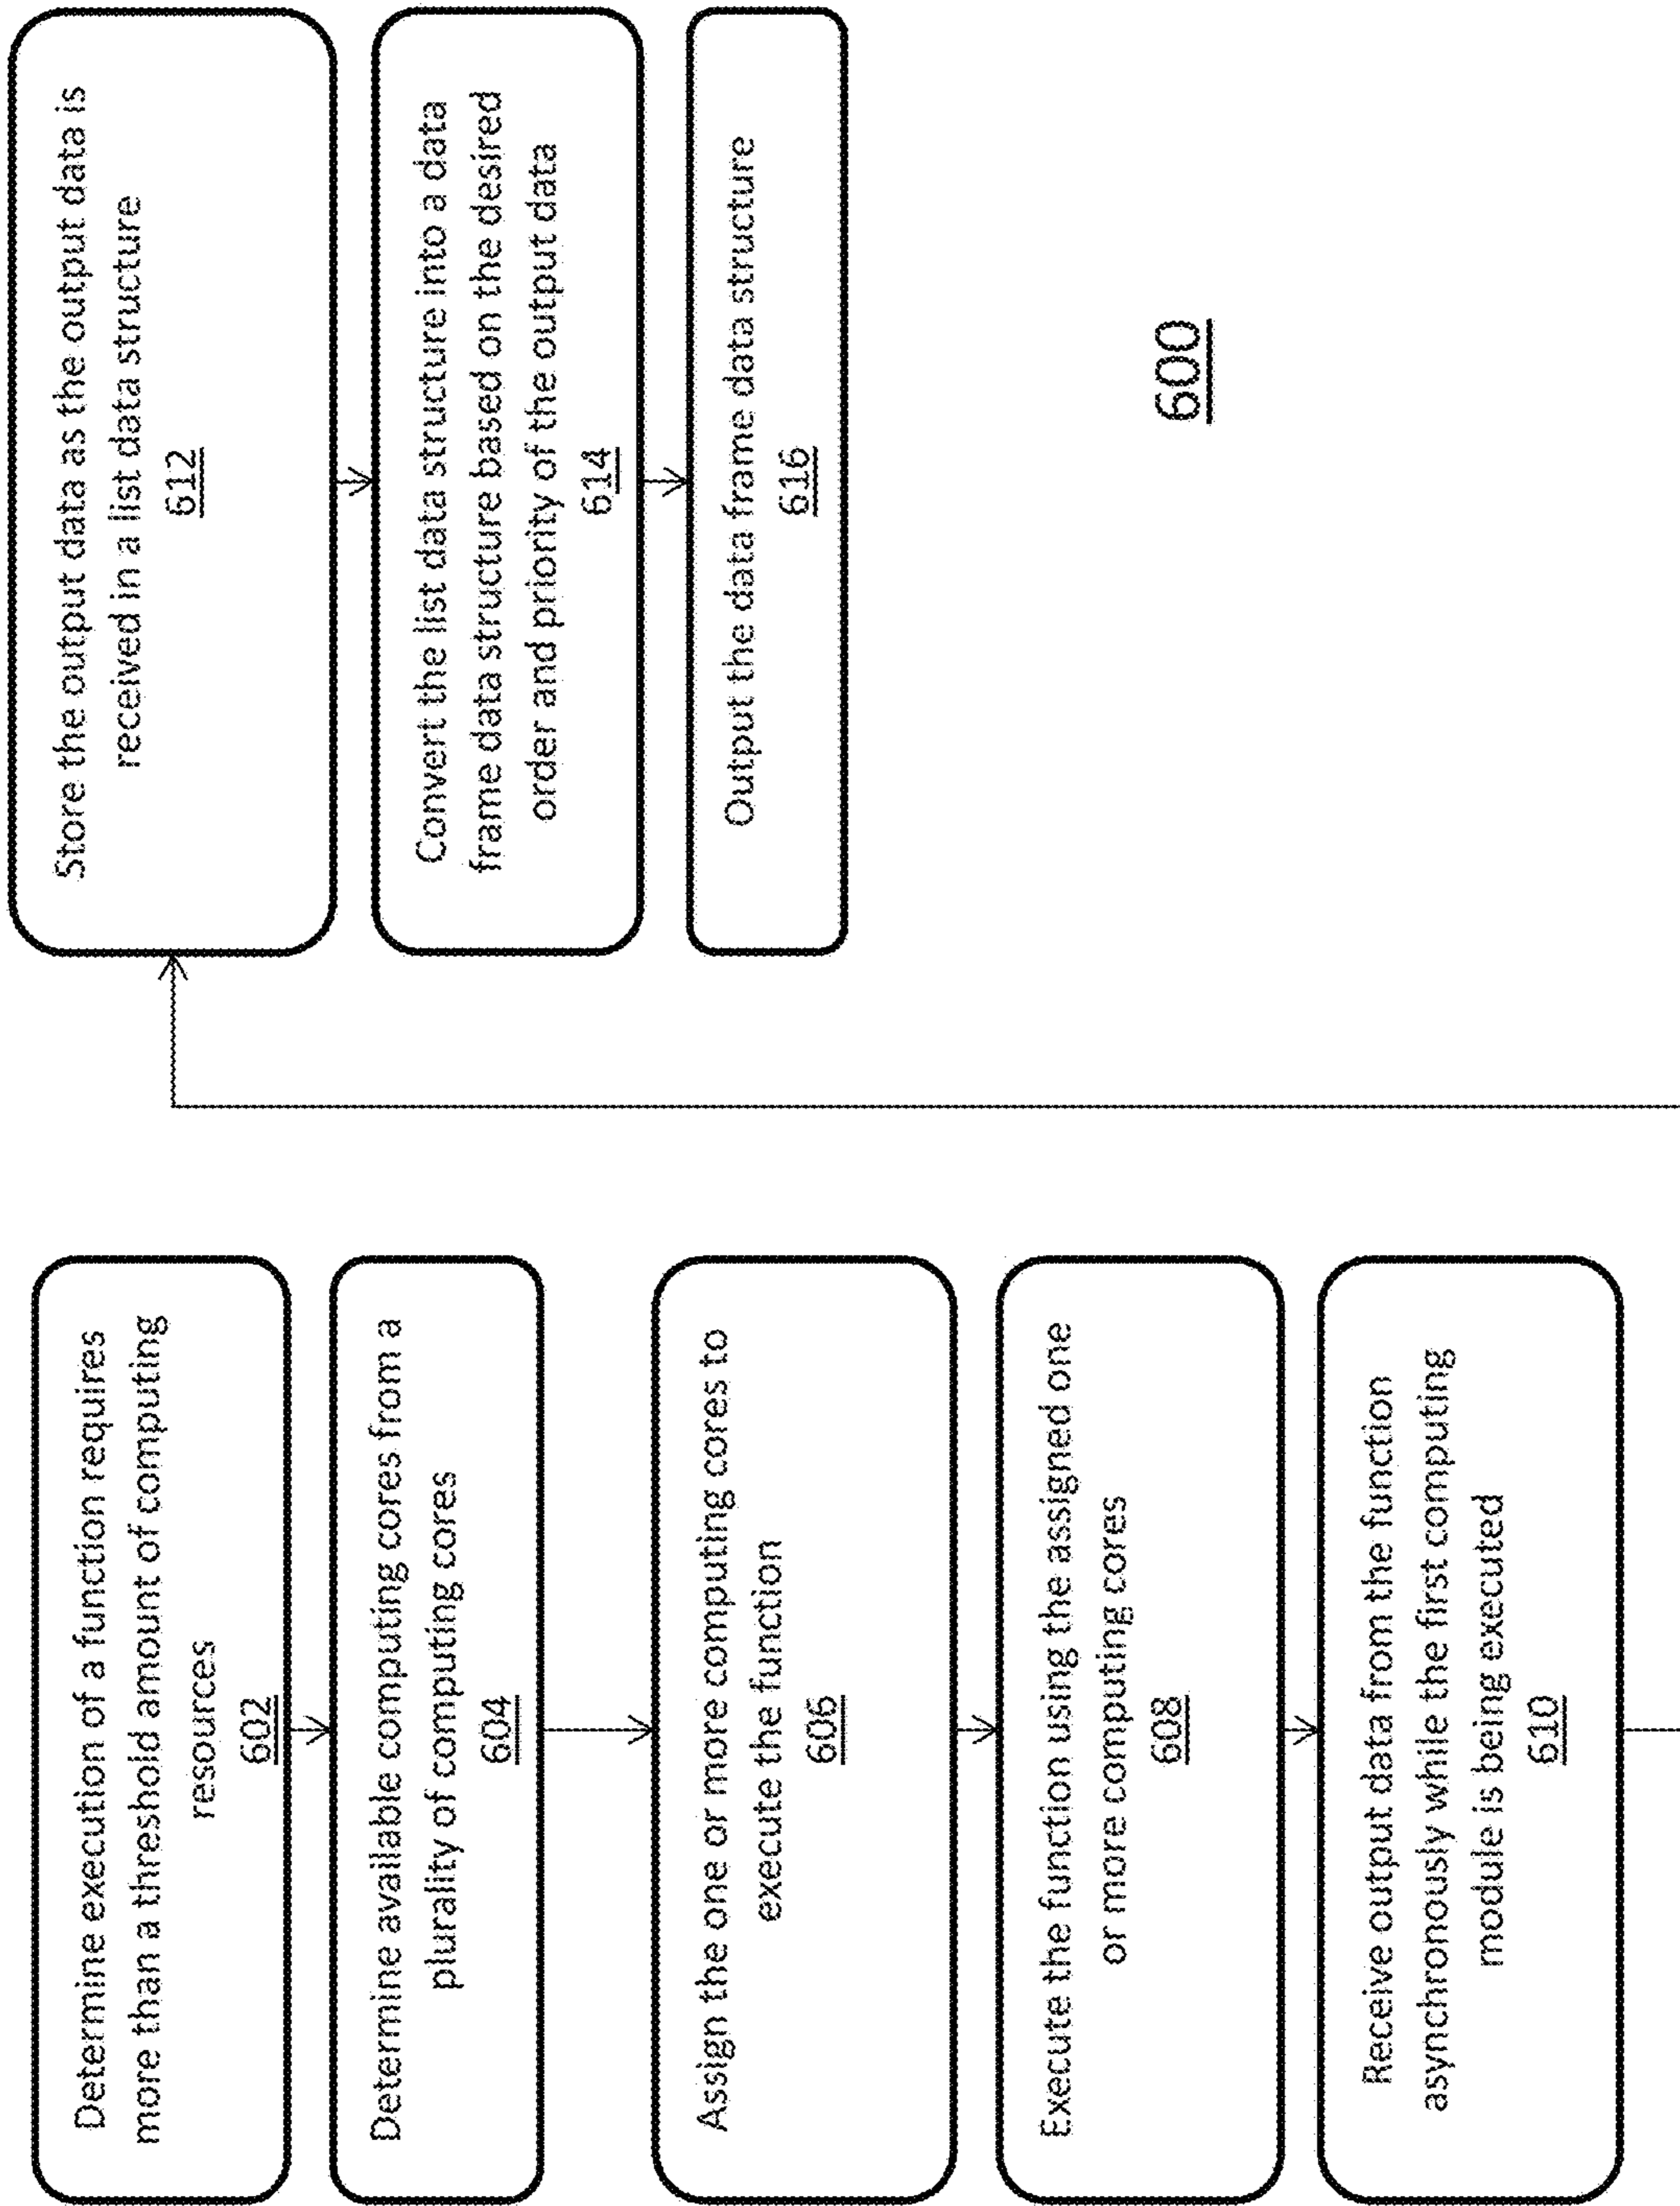 Determine execution of a function requires
more than a threshold amount of computing
resources
602
Determine available computing cores from a
plurality of computing cores
604
Assign the one or more computing cores to
execute the function
606
Execute the function using the assigned one
or more computing cores
608
Receive output data from the function
asynchronously while the first computing
module is being executed
610
Store the output data as the output data is
received in a list data structure
612
Convert the list data structure into a data
frame data structure based on the desired
order and priority of the output data
614
Output the data frame data structure
616
600